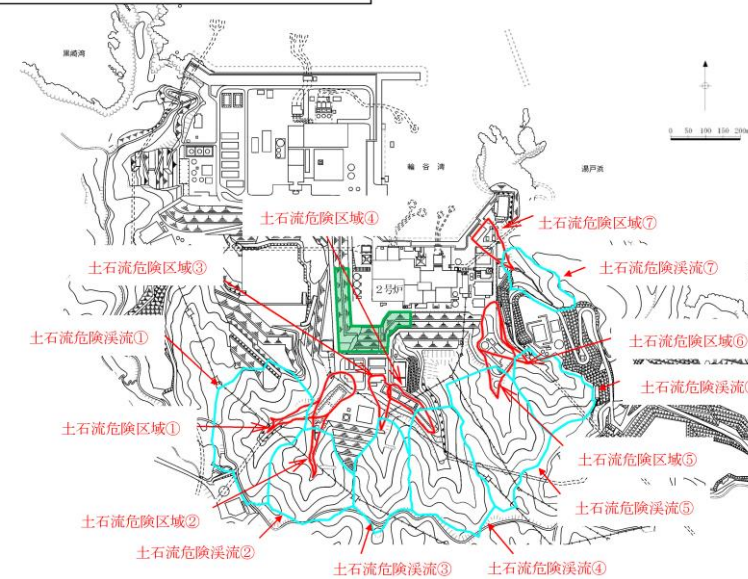 黒崎湾
0 50 100 150 200m
輪谷湾
湯戸浜
土石流危険区域④
土石流危険区域⑦
土石流危険区域③
土石流危険渓流⑦
2号炉
土石流危険渓流①
土石流危険区域⑥
土石流危険渓流
土石流危険区域①
土石流危険区域⑤
土石流危険渓流⑤
土石流危険区域②
土石流危険渓流②
土石流危険渓流③
土石流危険渓流④